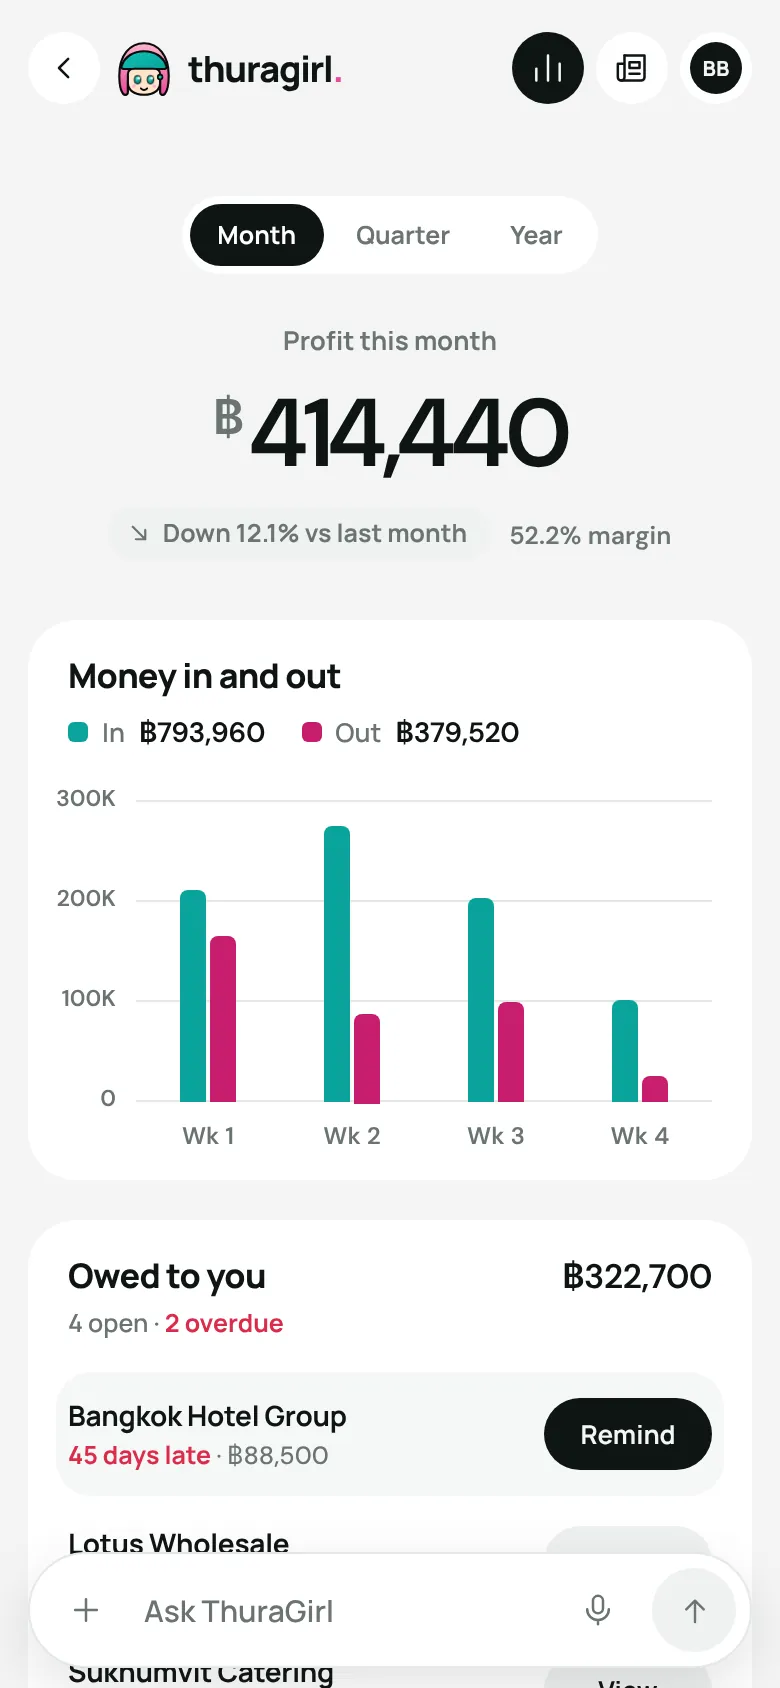 thuragirl.
BB
Month Quarter Year
Profit this month
฿414,440
Down 12.1% vs last month 52.2% margin
Money in and out
In ฿793,960 Out ฿379,520
300K
200K
100K
0
Wk 1 Wk 2 Wk 3 Wk 4
Owed to you ฿322,700
4 open · 2 overdue
Bangkok Hotel Group
45 days late · ฿88,500
Remind
Lotus Wholesale
Ask ThuraGirl
Sukhumvit Catering
View